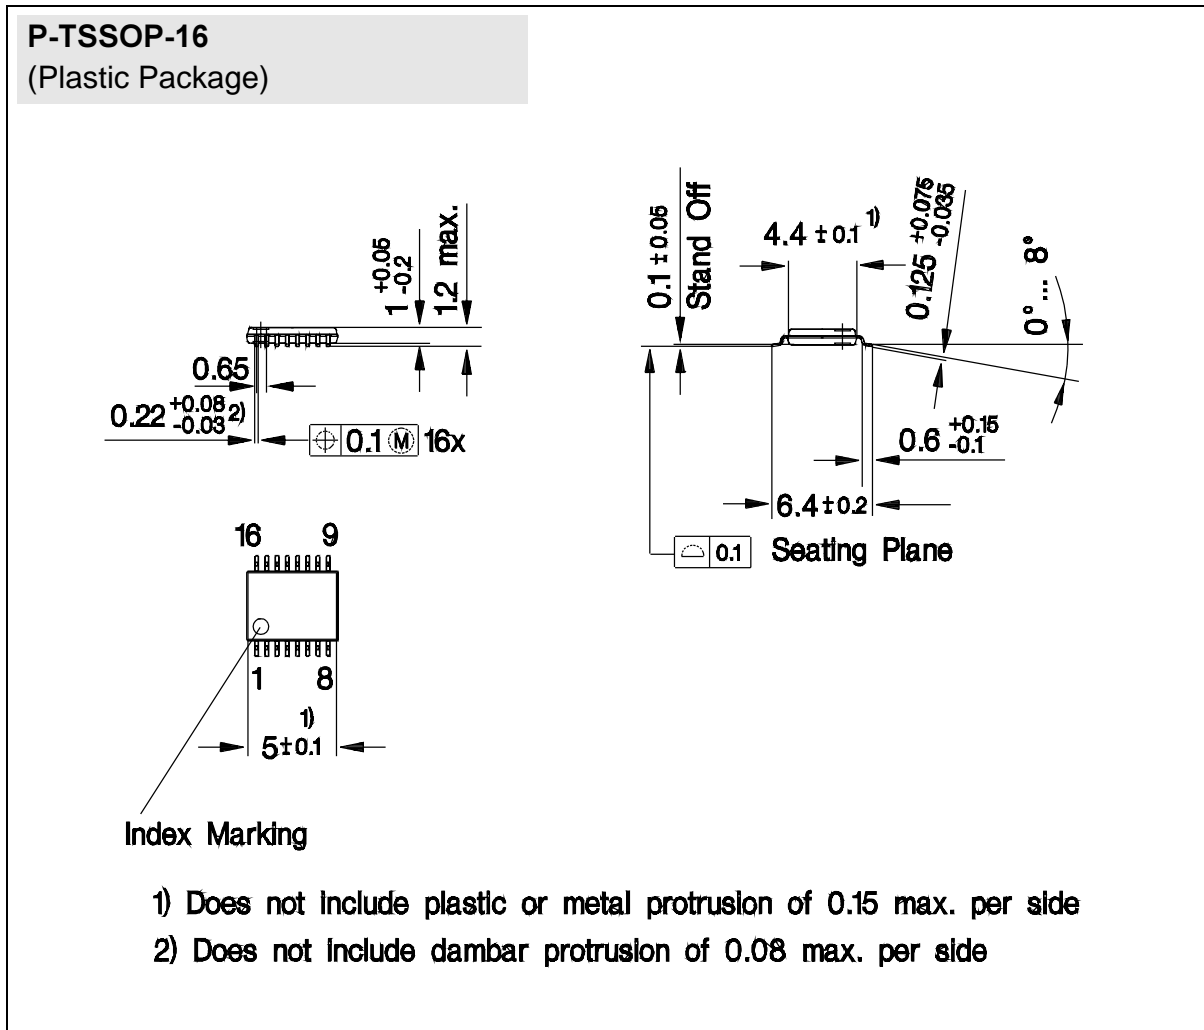 P-TSSOP-16
(Plastic Package)
1 +0.05 -0.2
1.2 max.
0.65
0.22 +0.08 -0.03 2)
0.1 M 16x
0.1 ±0.05
Stand Off
4.4 ±0.1 1)
0.125 +0.075 -0.035
0° ... 8°
0.6 +0.15 -0.1
6.4 ±0.2
0.1 Seating Plane
16 9
1 8
5 ±0.1 1)
Index Marking
1) Does not include plastic or metal protrusion of 0.15 max. per side
2) Does not include dambar protrusion of 0.08 max. per side